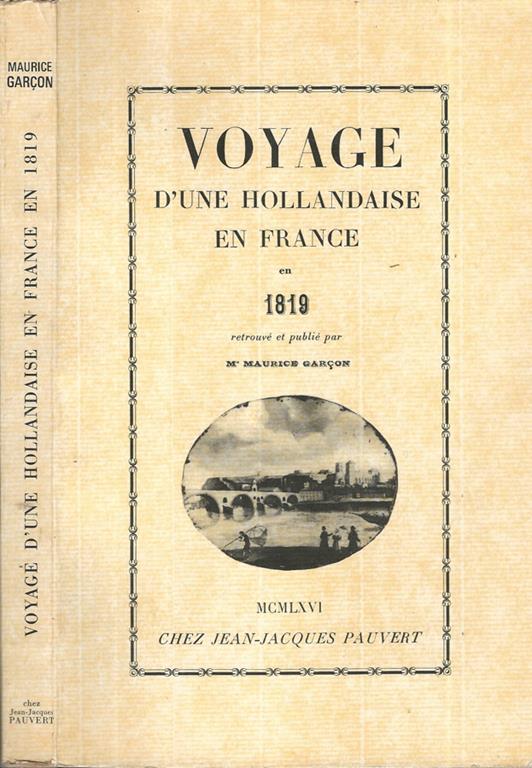 MAURICE
GARÇON
VOYAGE D'UNE HOLLANDAISE EN FRANCE EN 1819
chez
Jean-Jacques
PAUVERT
VOYAGE
D'UNE HOLLANDAISE
EN FRANCE
en
1819
retrouvé et publié par
Me MAURICE GARÇON
MCMLXVI
CHEZ JEAN-JACQUES PAUVERT